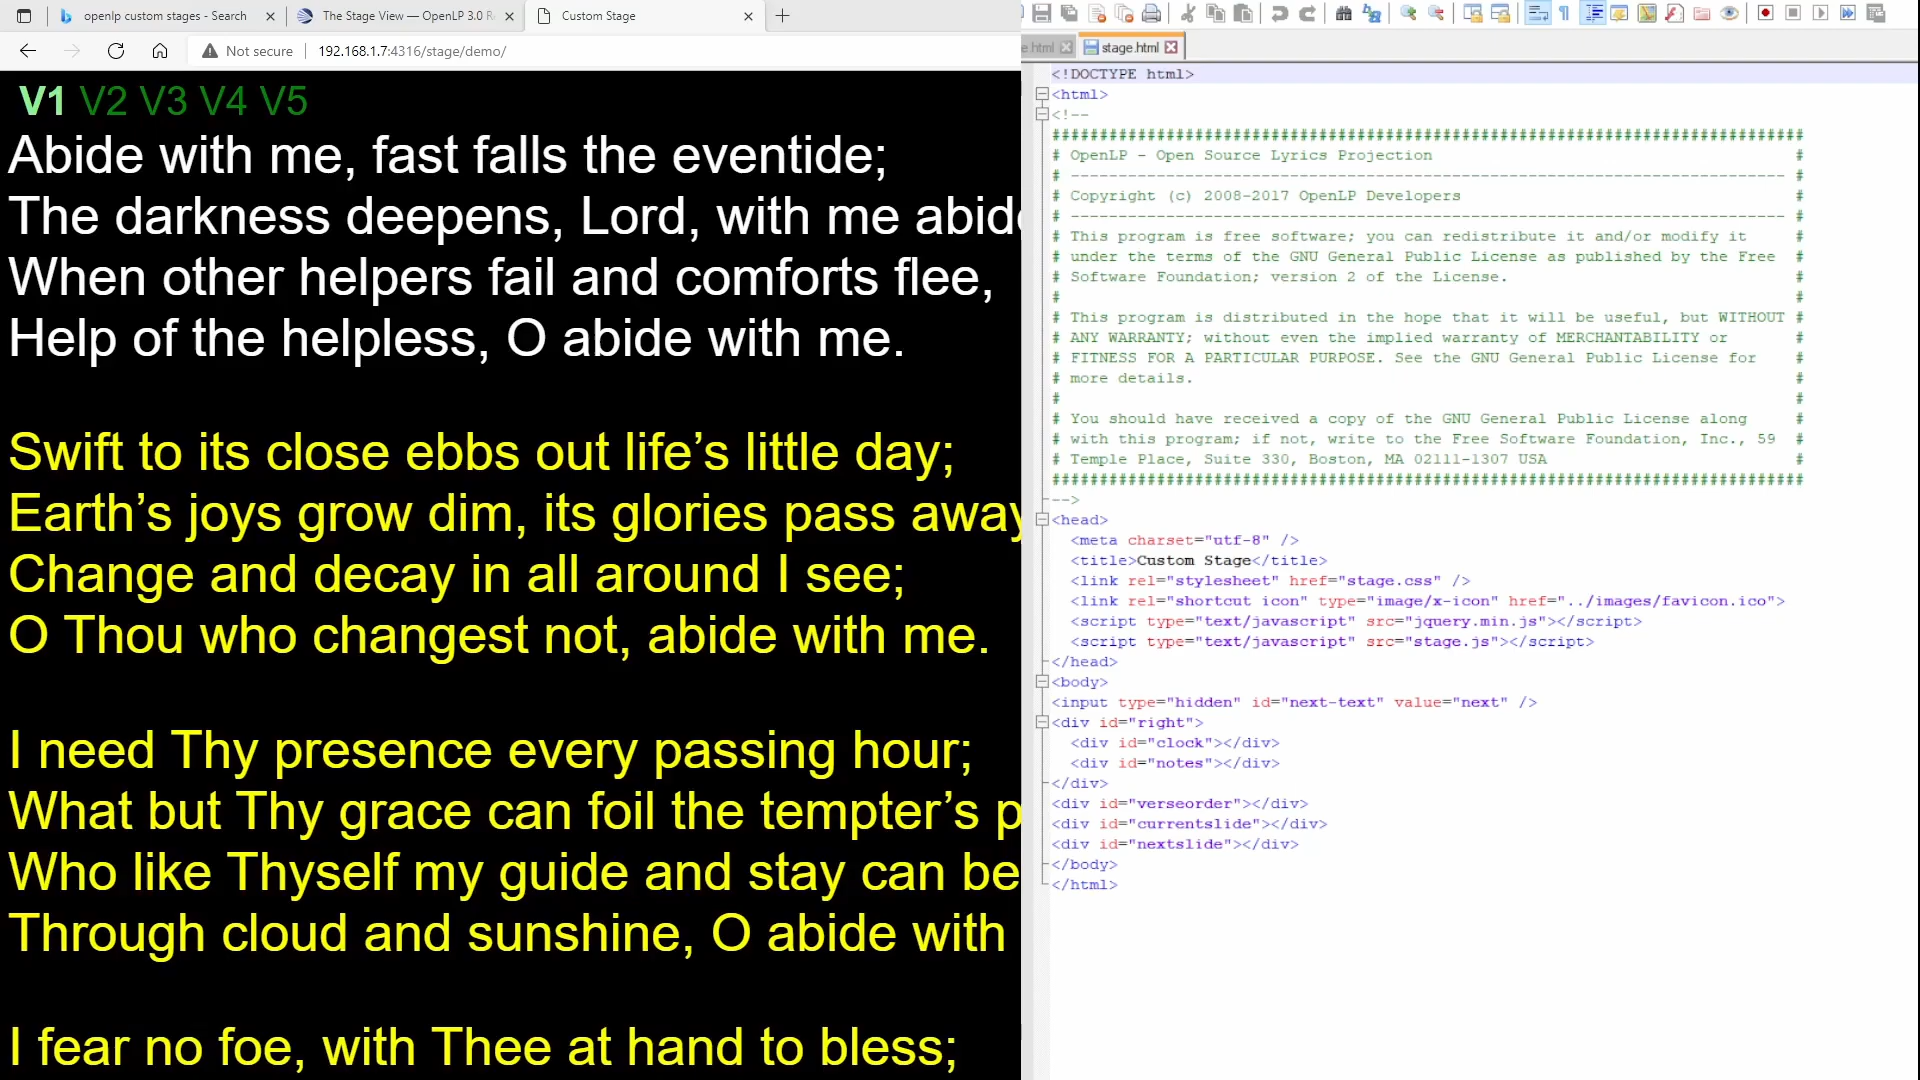 openlp custom stages - Search
The Stage View — OpenLP 3.0 R
Custom Stage
Not secure
192.168.1.7:4316/stage/demo/
V1 V2 V3 V4 V5
Abide with me, fast falls the eventide;
The darkness deepens, Lord, with me abide
When other helpers fail and comforts flee,
Help of the helpless, O abide with me.
Swift to its close ebbs out life’s little day;
Earth’s joys grow dim, its glories pass away
Change and decay in all around I see;
O Thou who changest not, abide with me.
I need Thy presence every passing hour;
What but Thy grace can foil the tempter’s p
Who like Thyself my guide and stay can be
Through cloud and sunshine, O abide with
I fear no foe, with Thee at hand to bless;
e.html
stage.html
<!DOCTYPE html>
<html>
<!--
###############################################################################
# OpenLP - Open Source Lyrics Projection #
# --------------------------------------------------------------------------- #
# Copyright (c) 2008-2017 OpenLP Developers #
# --------------------------------------------------------------------------- #
# This program is free software; you can redistribute it and/or modify it #
# under the terms of the GNU General Public License as published by the Free #
# Software Foundation; version 2 of the License. #
# #
# This program is distributed in the hope that it will be useful, but WITHOUT #
# ANY WARRANTY; without even the implied warranty of MERCHANTABILITY or #
# FITNESS FOR A PARTICULAR PURPOSE. See the GNU General Public License for #
# more details. #
# #
# You should have received a copy of the GNU General Public License along #
# with this program; if not, write to the Free Software Foundation, Inc., 59 #
# Temple Place, Suite 330, Boston, MA 02111-1307 USA #
###############################################################################
-->
<head>
<meta charset="utf-8" />
<title>Custom Stage</title>
<link rel="stylesheet" href="stage.css" />
<link rel="shortcut icon" type="image/x-icon" href="../images/favicon.ico">
<script type="text/javascript" src="jquery.min.js"></script>
<script type="text/javascript" src="stage.js"></script>
</head>
<body>
<input type="hidden" id="next-text" value="next" />
<div id="right">
<div id="clock"></div>
<div id="notes"></div>
</div>
<div id="verseorder"></div>
<div id="currentslide"></div>
<div id="nextslide"></div>
</body>
</html>